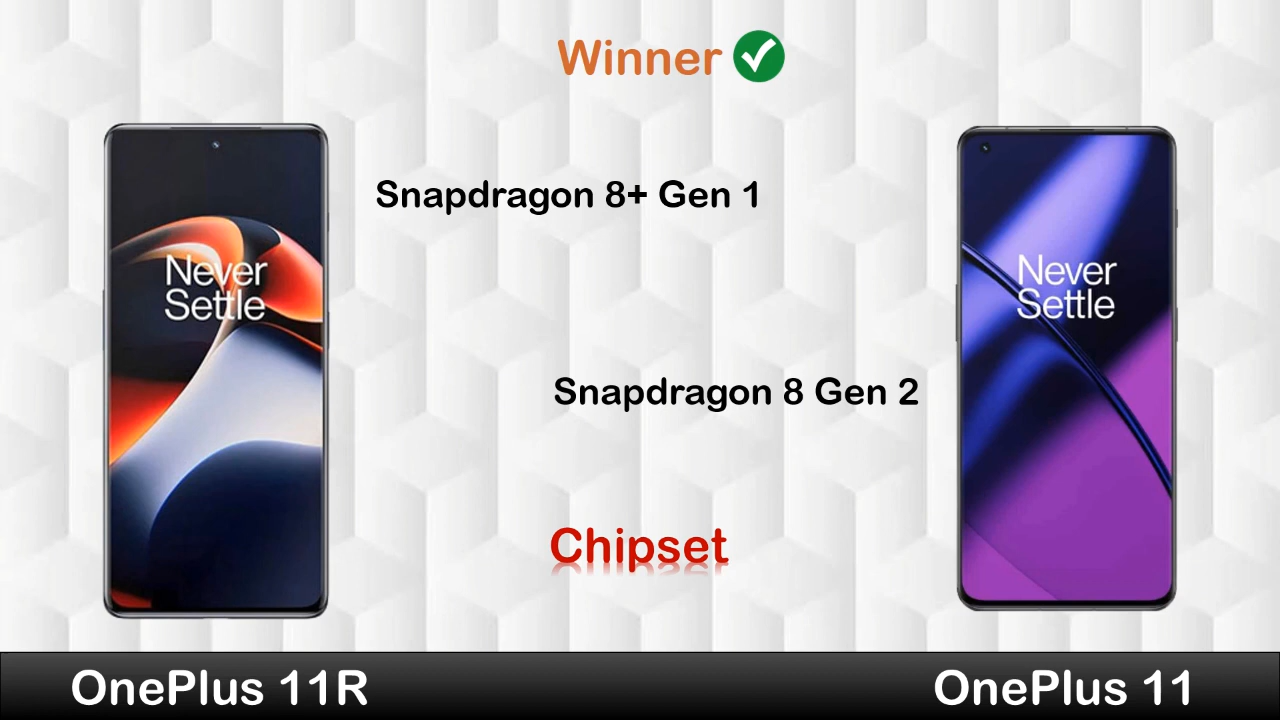 Winner
Snapdragon 8+ Gen 1
Never
Settle
Never
Settle
Snapdragon 8 Gen 2
Chipset
OnePlus 11R
OnePlus 11